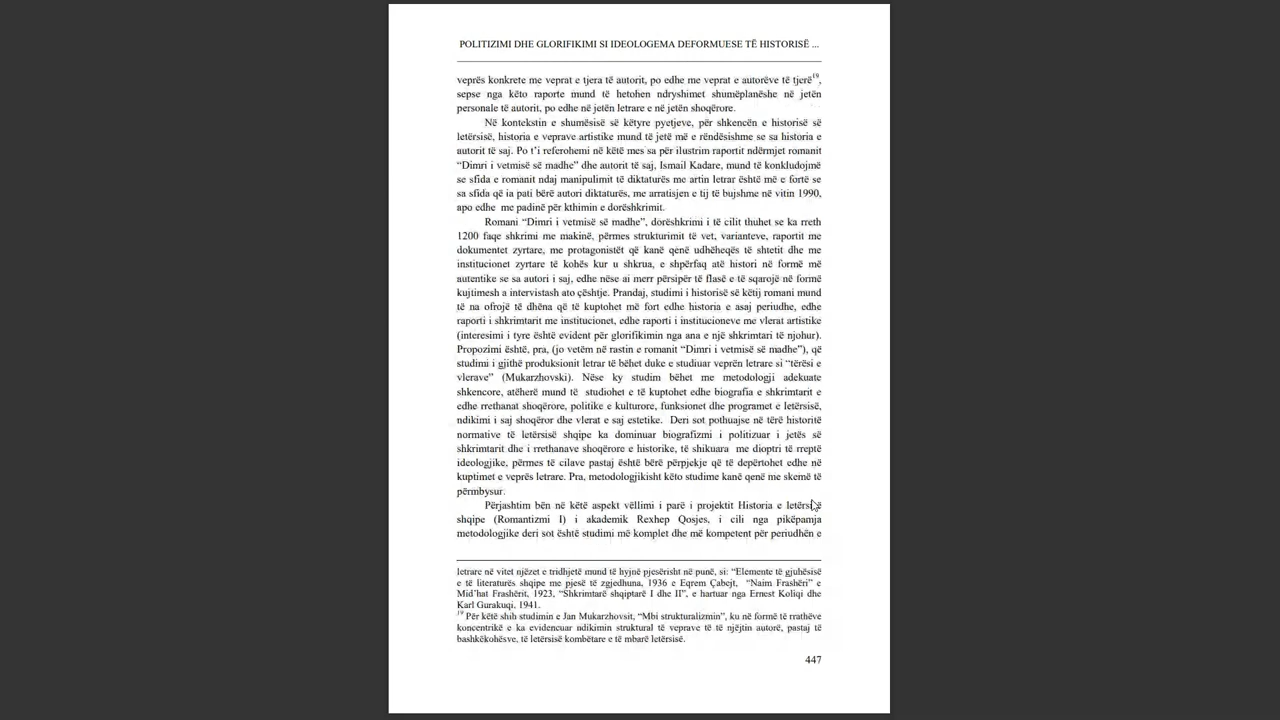 POLITIZIMI DHE GLORIFIKIMI SI IDEOLOGEMA DEFORMUESE TË HISTORISË ...
veprës konkrete me veprat e tjera të autorit, po edhe me veprat e autorëve të tjerë19,
sepse nga këto raporte mund të hetohen ndryshimet shumëplanëshe në jetën
personale të autorit, po edhe në jetën letrare e në jetën shoqërore.
Në kontekstin e shumësisë së këtyre pyetjeve, për shkencën e historisë së
letërsisë, historia e veprave artistike mund të jetë më e rëndësishme se sa historia e
autorit të saj. Po t'i referohemi në këtë mes sa për ilustrim raportit ndërmjet romanit
“Dimri i vetmisë së madhe” dhe autorit të saj, Ismail Kadare, mund të konkludojmë
se sfida e romanit ndaj manipulimit të diktaturës me artin letrar është më e fortë se
sa sfida që ia pati bërë autori diktaturës, me arratisjen e tij të bujshme në vitin 1990,
apo edhe me padinë për kthimin e dorëshkrimit.
Romani “Dimri i vetmisë së madhe”, dorëshkrimi i të cilit thuhet se ka rreth
1200 faqe shkrimi me makinë, përmes strukturimit të vet, varianteve, raportit me
dokumentet zyrtare, me protagonistët që kanë qenë udhëheqës të shtetit dhe me
institucionet zyrtare të kohës kur u shkrua, e shpërfaq atë histori në formë më
autentike se sa autori i saj, edhe nëse ai merr përsipër të flasë e të sqarojë në formë
kujtimesh a intervistash ato çështje. Prandaj, studimi i historisë së këtij romani mund
të na ofrojë të dhëna që të kuptohet më fort edhe historia e asaj periudhe, edhe
raporti i shkrimtarit me institucionet, edhe raporti i institucioneve me vlerat artistike
(interesimi i tyre është evident për glorifikimin nga ana e një shkrimtari të njohur).
Propozimi është, pra, (jo vetëm në rastin e romanit “Dimri i vetmisë së madhe”), që
studimi i gjithë produksionit letrar të bëhet duke e studiuar veprën letrare si “tërësi e
vlerave” (Mukarzhovski). Nëse ky studim bëhet me metodologji adekuate
shkencore, atëherë mund të studiohet e të kuptohet edhe biografia e shkrimtarit e
edhe rrethanat shoqërore, politike e kulturore, funksionet dhe programet e letërsisë,
ndikimi i saj shoqëror dhe vlerat e saj estetike. Deri sot pothuajse në tërë historitë
normative të letërsisë shqipe ka dominuar biografizmi i politizuar i jetës së
shkrimtarit dhe i rrethanave shoqërore e historike, të shikuara me dioptri të rreptë
ideologjike, përmes të cilave pastaj është bërë përpjekje që të depërtohet edhe në
kuptimet e veprës letrare. Pra, metodologjikisht këto studime kanë qenë me skemë të
përmbysur.
Përjashtim bën në këtë aspekt vëllimi i parë i projektit Historia e letërsisë
shqipe (Romantizmi I) i akademik Rexhep Qosjes, i cili nga pikëpamja
metodologjike deri sot është studimi më komplet dhe më kompetent për periudhën e
letrare në vitet njëzet e tridhjetë mund të hyjnë pjesërisht në punë, si: “Elemente të gjuhësisë
e të literaturës shqipe me pjesë të zgjedhuna, 1936 e Eqrem Çabejt, “Naim Frashëri” e
Mid’hat Frashërit, 1923, “Shkrimtarë shqiptarë I dhe II”, e hartuar nga Ernest Koliqi dhe
Karl Gurakuqi, 1941.
19 Për këtë shih studimin e Jan Mukarzhovsit, “Mbi strukturalizmin”, ku në formë të rrathëve
koncentrikë e ka evidencuar ndikimin struktural të veprave të të njëjtin autorë, pastaj të
bashkëkohësve, të letërsisë kombëtare e të mbarë letërsisë.
447